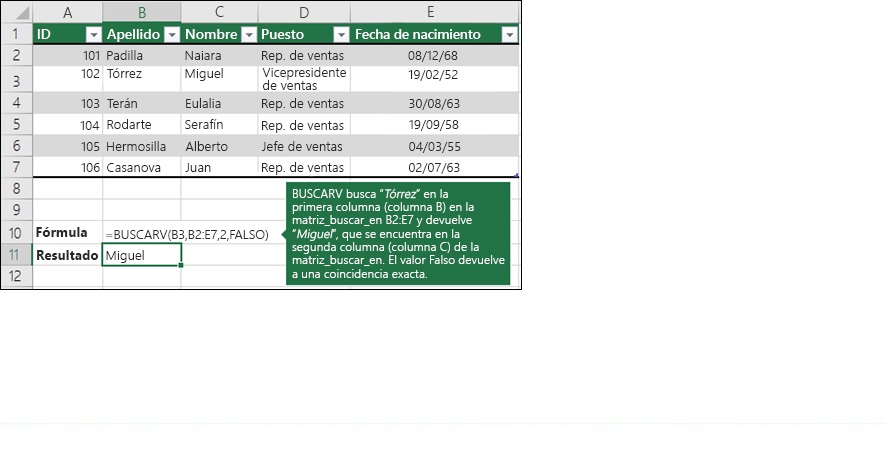 A B C D E
1 ID Apellido Nombre Puesto Fecha de nacimiento
2 101 Padilla Naiara Rep. de ventas 08/12/68
3 102 Tórrez Miguel Vicepresidente de ventas 19/02/52
4 103 Terán Eulalia Rep. de ventas 30/08/63
5 104 Rodarte Serafín Rep. de ventas 19/09/58
6 105 Hermosilla Alberto Jefe de ventas 04/03/55
7 106 Casanova Juan Rep. de ventas 02/07/63
8
9
10 Fórmula =BUSCARV(B3,B2:E7,2,FALSO)
11 Resultado Miguel
12
BUSCARV busca "Tórrez" en la
primera columna (columna B) en la
matriz_buscar_en B2:E7 y devuelve
"Miguel", que se encuentra en la
segunda columna (columna C) de la
matriz_buscar_en. El valor Falso devuelve
a una coincidencia exacta.